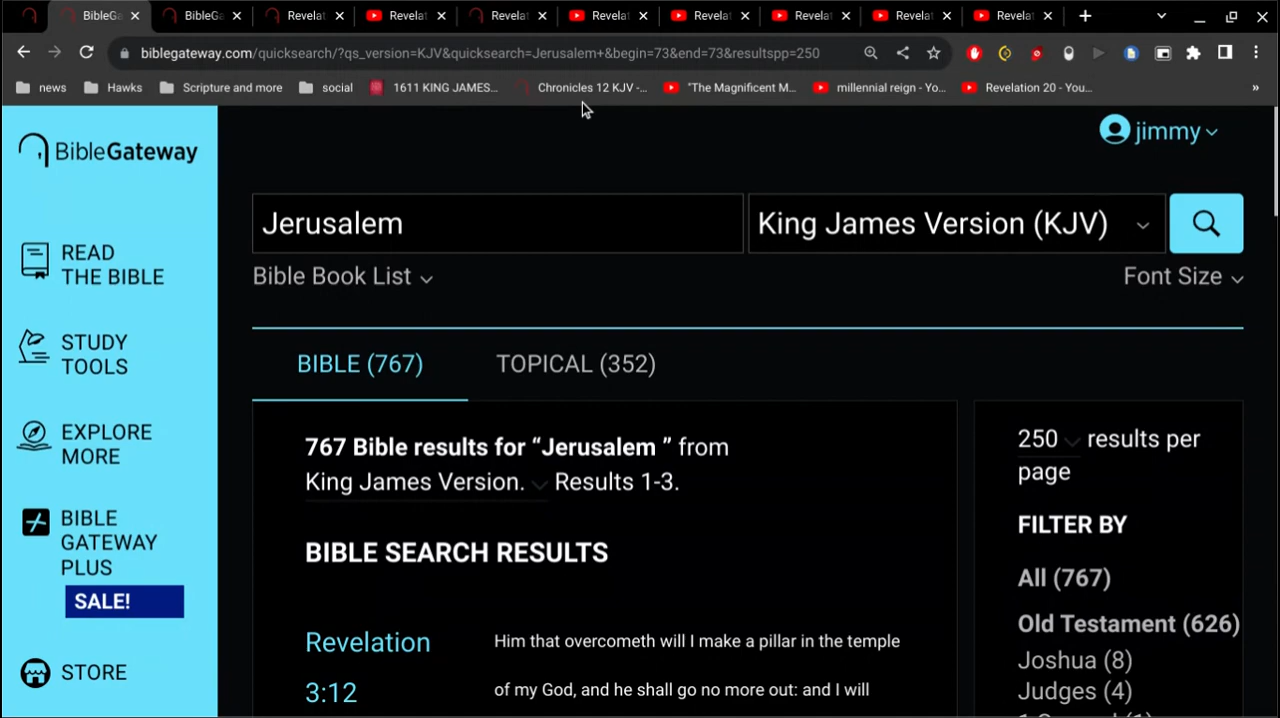 BibleGa
BibleGa
Revelat
Revelat
Revelat
Revelat
Revelat
Revelat
Revelat
Revelat
biblegateway.com/quicksearch/?qs_version=KJV&quicksearch=Jerusalem+&begin=73&end=73&resultspp=250
news
Hawks
Scripture and more
social
1611 KING JAMES...
Chronicles 12 KJV -...
"The Magnificent M...
millennial reign - Yo...
Revelation 20 - You...
»
BibleGateway
jimmy
Jerusalem
King James Version (KJV)
Bible Book List
Font Size
READ
THE BIBLE
STUDY
TOOLS
EXPLORE
MORE
BIBLE
GATEWAY
PLUS
SALE!
STORE
BIBLE (767)
TOPICAL (352)
767 Bible results for “Jerusalem ” from
King James Version. Results 1-3.
BIBLE SEARCH RESULTS
Revelation
3:12
Him that overcometh will I make a pillar in the temple
of my God, and he shall go no more out: and I will
250 results per
page
FILTER BY
All (767)
Old Testament (626)
Joshua (8)
Judges (4)